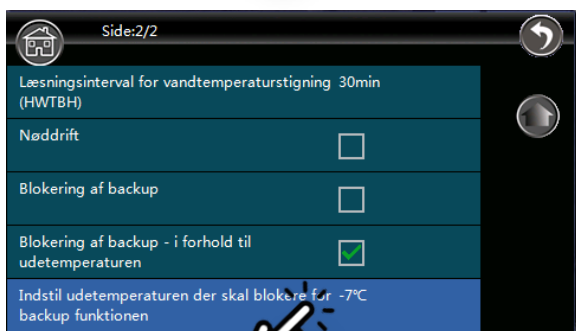 Side:2/2
Læsningsinterval for vandtemperaturstigning 30min
(HWTBH)
Nøddrift
Blokering af backup
Blokering af backup - i forhold til
udetemperaturen
Indstil udetemperaturen der skal blokere for -7℃
backup funktionen